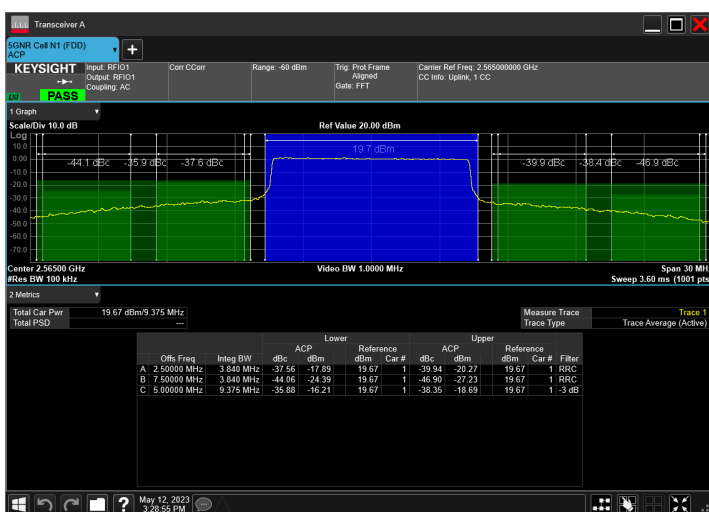 Transceiver A
5GNR Cell N1 (FDD)
ACP
KEYSIGHT Input: RFIO1 Corr CCorr Range: -60 dBm Trig: Prot Frame Carrier Ref Freq: 2.565000000 GHz
Output: RFIO1 Aligned CC Info: Uplink, 1 CC
Coupling: AC Gate: FFT
LXI PASS
1 Graph
Scale/Div 10.0 dB Ref Value 20.00 dBm
Log
10.0 19.7 dBm
0.00 -44.1 dBc -35.9 dBc -37.6 dBc -39.9 dBc -38.4 dBc -46.9 dBc
-10.0
-20.0
-30.0
-40.0
-50.0
-60.0
-70.0
Center 2.56500 GHz Video BW 1.0000 MHz Span 30 MH
#Res BW 100 kHz Sweep 3.60 ms (1001 pts
2 Metrics
Total Car Pwr 19.67 dBm/9.375 MHz Measure Trace Trace 1
Total PSD --- Trace Type Trace Average (Active)
Lower Upper
ACP Reference ACP Reference
Offs Freq Integ BW dBc dBm dBm Car # dBc dBm dBm Car # Filter
A 2.50000 MHz 3.840 MHz -37.56 -17.89 19.67 1 -39.94 -20.27 19.67 1 RRC
B 7.50000 MHz 3.840 MHz -44.06 -24.39 19.67 1 -46.90 -27.23 19.67 1 RRC
C 5.00000 MHz 9.375 MHz -35.88 -16.21 19.67 1 -38.35 -18.69 19.67 1 -3 dB
May 12, 2023
3:28:55 PM